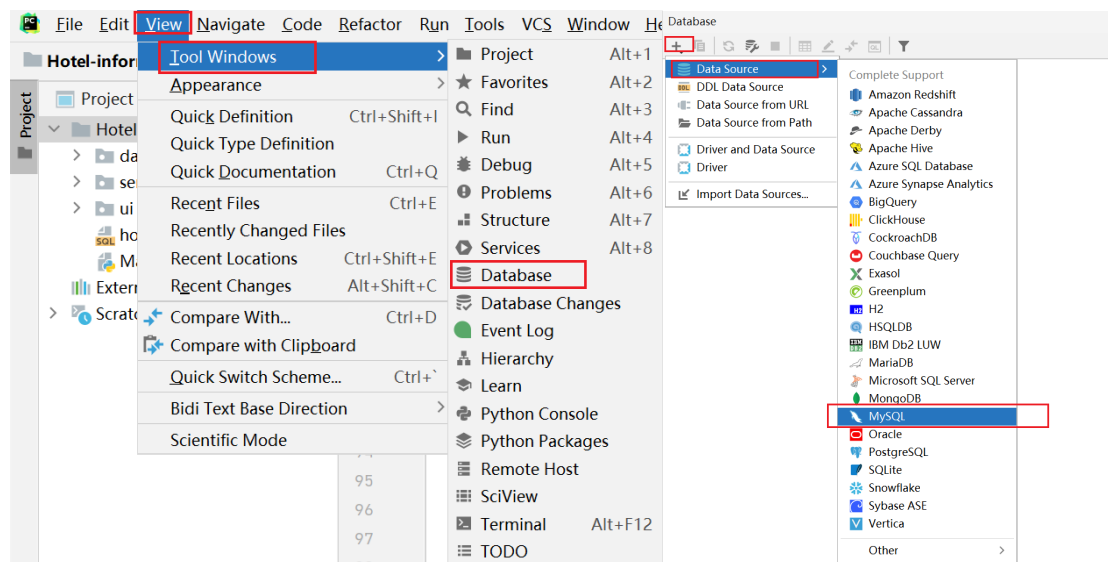 PC
File Edit View Navigate Code Refactor Run Tools VCS Window
Hotel-infor
Project
Project
Hotel
da
ser
ui
ho
SQL
Ma
Exterr
Scratc
Tool Windows
Appearance
Quick Definition Ctrl+Shift+I
Quick Type Definition
Quick Documentation Ctrl+Q
Recent Files Ctrl+E
Recently Changed Files
Recent Locations Ctrl+Shift+E
Recent Changes Alt+Shift+C
Compare With... Ctrl+D
Compare with Clipboard
Quick Switch Scheme... Ctrl+`
Bidi Text Base Direction
Scientific Mode
95
96
97
Project Alt+1
Favorites Alt+2
Find Alt+3
Run Alt+4
Debug Alt+5
Problems Alt+6
Structure Alt+7
Services Alt+8
Database
Database Changes
Event Log
Hierarchy
Learn
Python Console
Python Packages
Remote Host
SciView
Terminal Alt+F12
TODO
Database
Data Source
DDL Data Source
Data Source from URL
Data Source from Path
Driver and Data Source
Driver
Import Data Sources...
Complete Support
Amazon Redshift
Apache Cassandra
Apache Derby
Apache Hive
Azure SQL Database
Azure Synapse Analytics
BigQuery
ClickHouse
CockroachDB
Couchbase Query
Exasol
Greenplum
H2
HSQLDB
IBM Db2 LUW
MariaDB
Microsoft SQL Server
MongoDB
MySQL
Oracle
PostgreSQL
SQLite
Snowflake
Sybase ASE
Vertica
Other